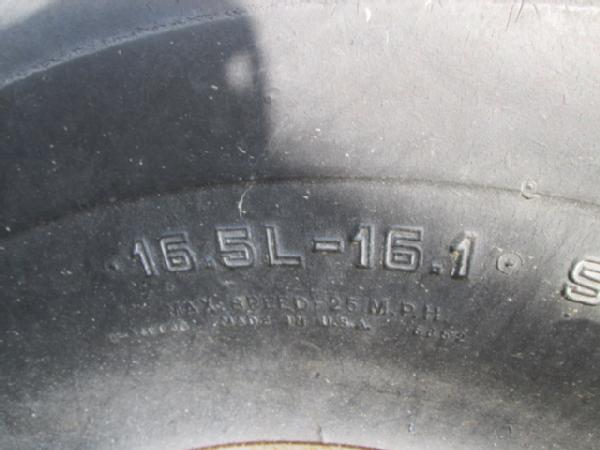 16.5L-16.1 S
MAX. SPEED-25 M.P.H.
MADE IN U.S.A.